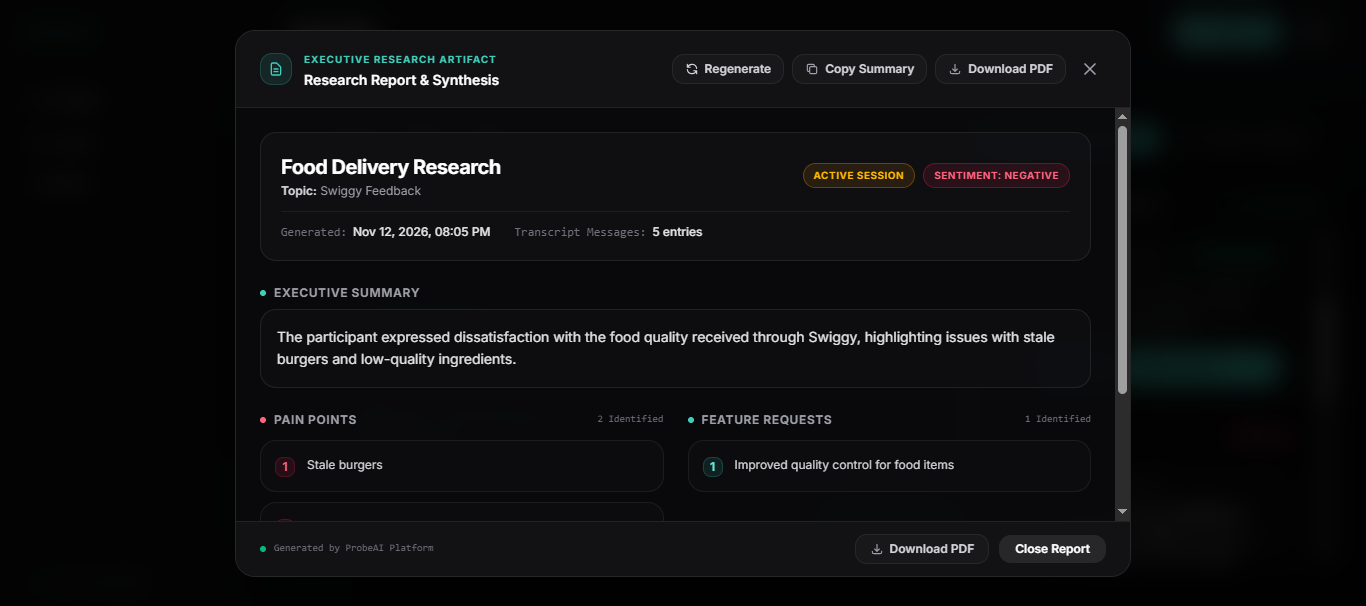 EXECUTIVE RESEARCH ARTIFACT
Research Report & Synthesis
Regenerate
Copy Summary
Download PDF
Food Delivery Research
Topic: Swiggy Feedback
ACTIVE SESSION
SENTIMENT: NEGATIVE
Generated: Nov 12, 2026, 08:05 PM
Transcript Messages: 5 entries
EXECUTIVE SUMMARY
The participant expressed dissatisfaction with the food quality received through Swiggy, highlighting issues with stale
burgers and low-quality ingredients.
PAIN POINTS
2 Identified
FEATURE REQUESTS
1 Identified
1 Stale burgers
1 Improved quality control for food items
Generated by ProbeAI Platform
Download PDF
Close Report